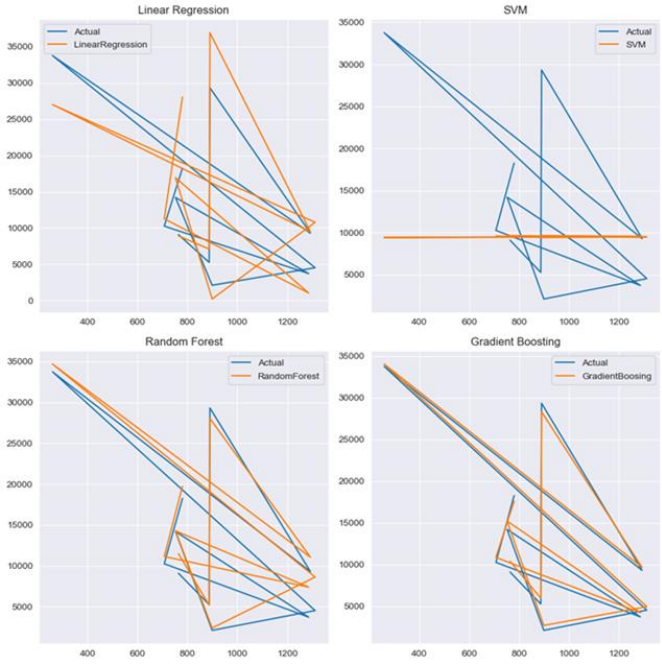 Linear Regression
Actual
LinearRegression
35000
30000
25000
20000
15000
10000
5000
0
400 600 800 1000 1200
SVM
Actual
SVM
35000
30000
25000
20000
15000
10000
5000
400 600 800 1000 1200
Random Forest
Actual
RandomForest
35000
30000
25000
20000
15000
10000
5000
400 600 800 1000 1200
Gradient Boosting
Actual
GradientBoosing
35000
30000
25000
20000
15000
10000
5000
400 600 800 1000 1200